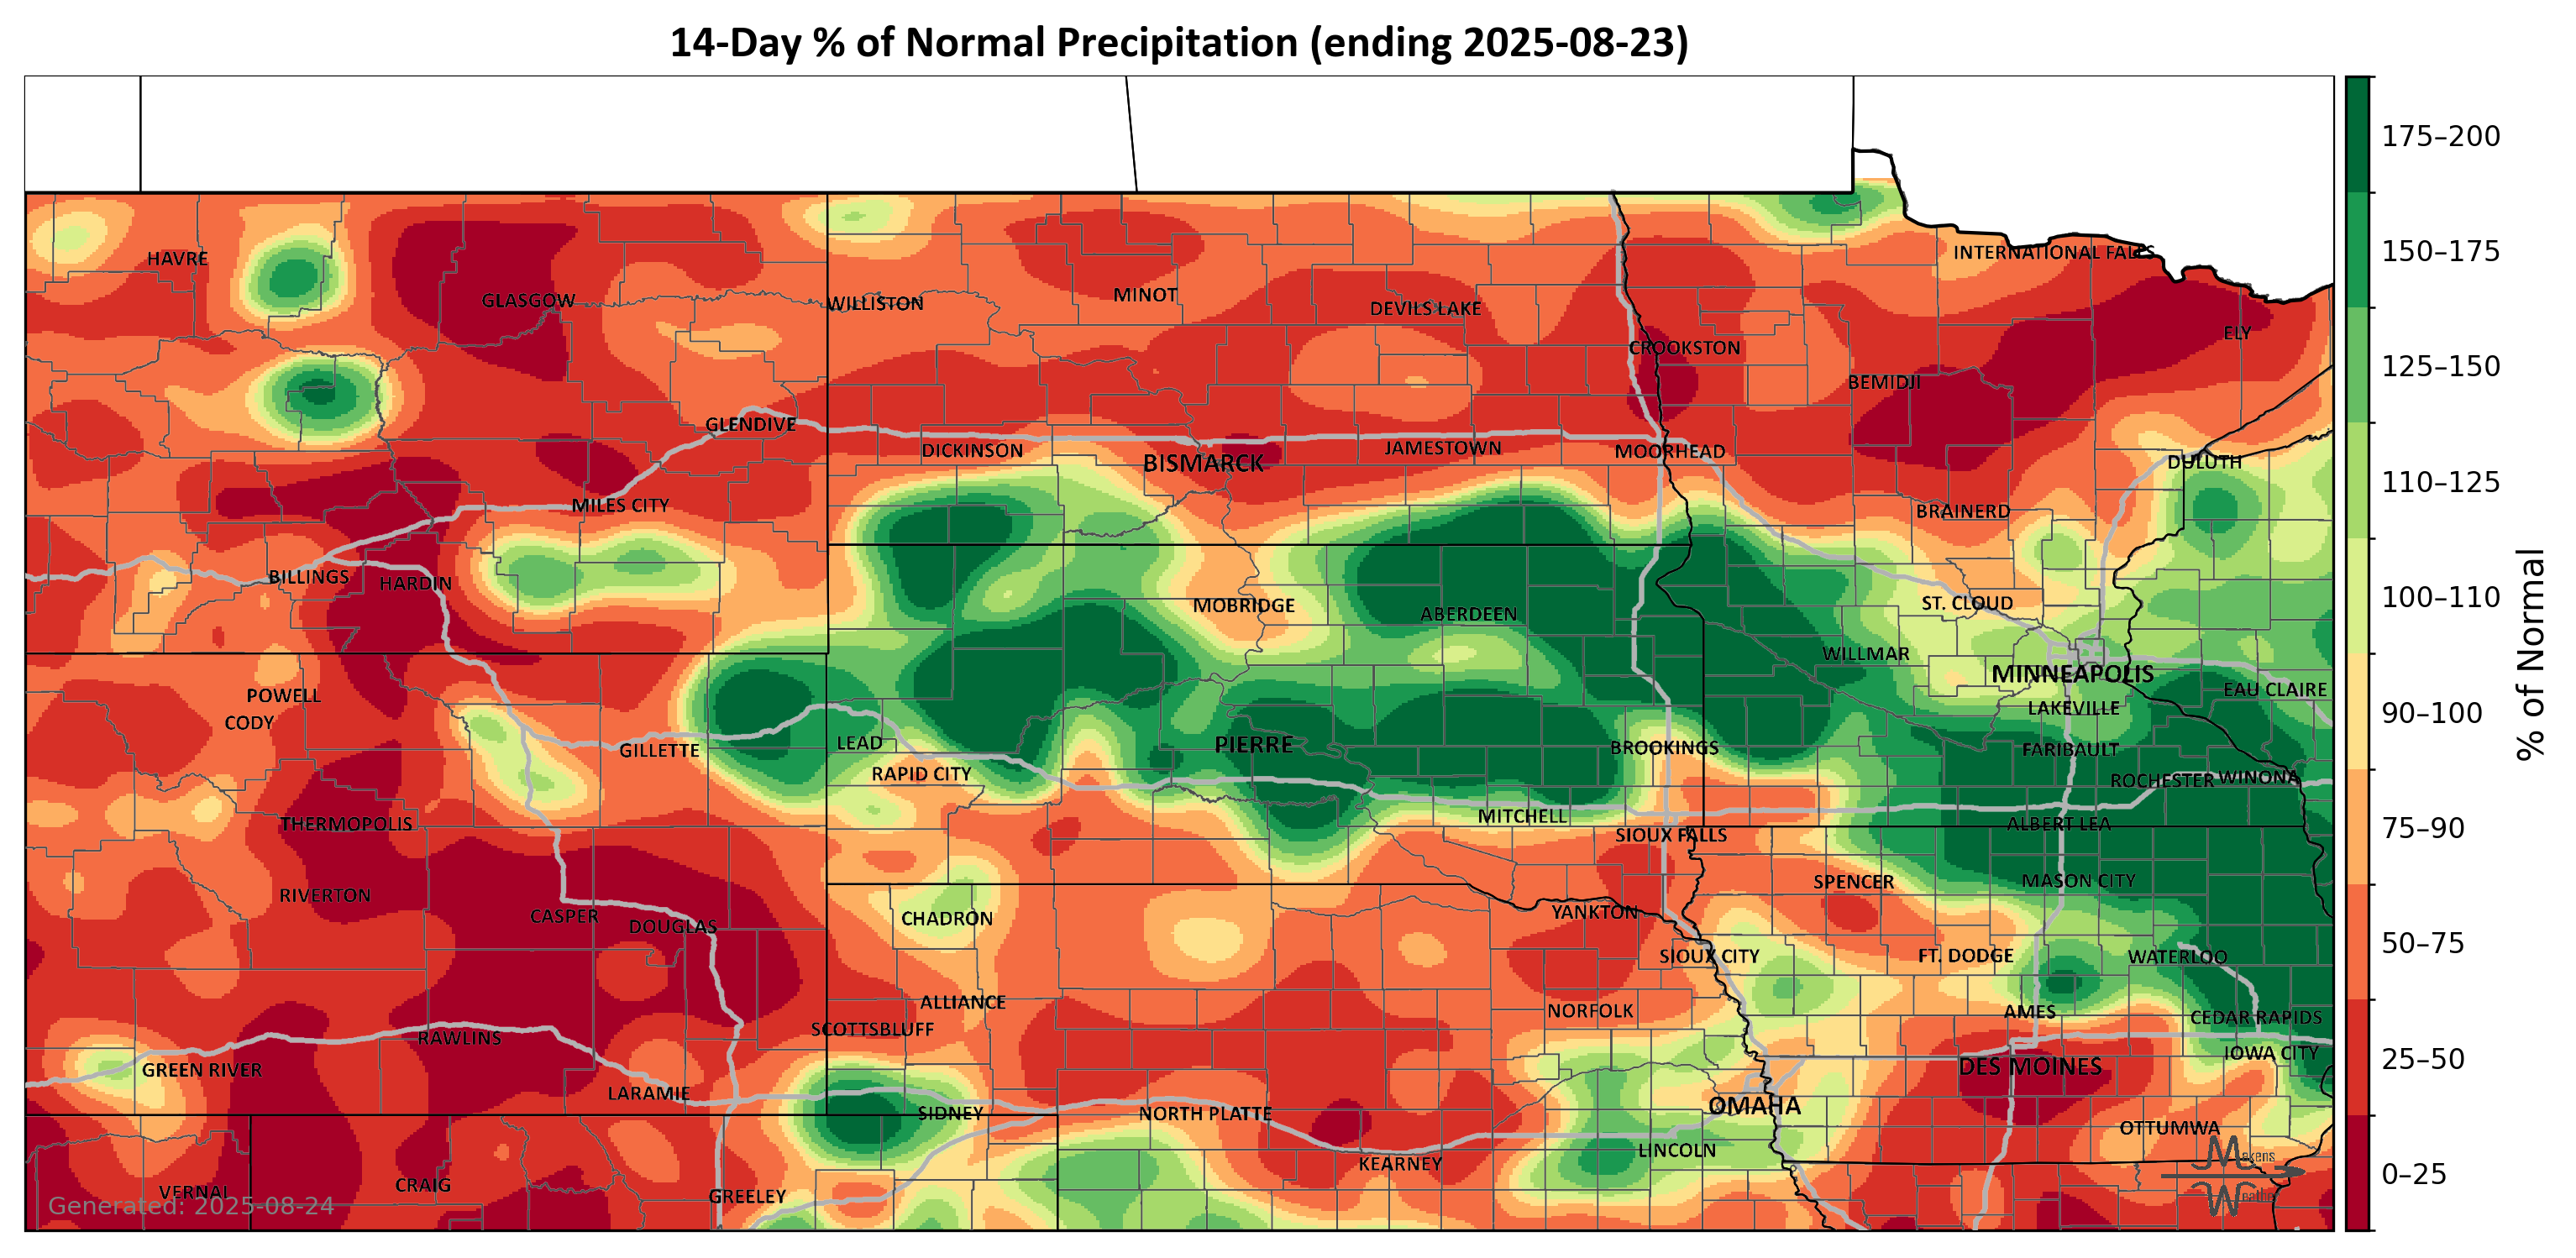 14-Day % of Normal Precipitation (ending 2025-08-23)
175–200
150–175
125–150
110–125
100–110
90–100
75–90
50–75
25–50
0–25
% of Normal
INTERNATIONAL FALLS
HAVRE
GLASGOW
WILLISTON
MINOT
DEVILS LAKE
ELY
CROOKSTON
BEMIDJI
GLENDIVE
DICKINSON
BISMARCK
JAMESTOWN
MOORHEAD
DULUTH
MILES CITY
BRAINERD
BILLINGS
HARDIN
MOBRIDGE
ABERDEEN
ST. CLOUD
WILLMAR
MINNEAPOLIS
POWELL
EAU CLAIRE
CODY
LAKEVILLE
GILLETTE
LEAD
PIERRE
BROOKINGS
FARIBAULT
RAPID CITY
ROCHESTER
WINONA
THERMOPOLIS
MITCHELL
ALBERT LEA
SIOUX FALLS
RIVERTON
SPENCER
MASON CITY
CASPER
DOUGLAS
CHADRON
YANKTON
SIOUX CITY
FT. DODGE
WATERLOO
ALLIANCE
NORFOLK
AMES
SCOTTSBLUFF
CEDAR RAPIDS
RAWLINS
IOWA CITY
GREEN RIVER
DES MOINES
LARAMIE
SIDNEY
NORTH PLATTE
OMAHA
OTTUMWA
LINCOLN
KEARNEY
VERNAL
CRAIG
GREELEY
Makens
Weather
Generated: 2025-08-24